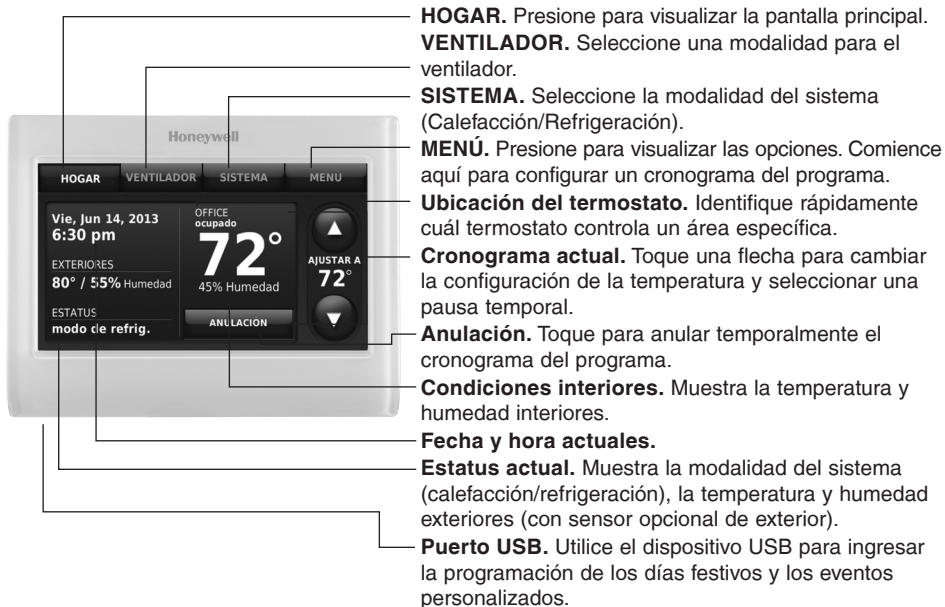 HOGAR. Presione para visualizar la pantalla principal.
VENTILADOR. Seleccione una modalidad para el
ventilador.
SISTEMA. Seleccione la modalidad del sistema
(Calefacción/Refrigeración).
MENÚ. Presione para visualizar las opciones. Comience
aquí para configurar un cronograma del programa.
Ubicación del termostato. Identifique rápidamente
cuál termostato controla un área específica.
Cronograma actual. Toque una flecha para cambiar
la configuración de la temperatura y seleccionar una
pausa temporal.
Anulación. Toque para anular temporalmente el
cronograma del programa.
Condiciones interiores. Muestra la temperatura y
humedad interiores.
Fecha y hora actuales.
Estatus actual. Muestra la modalidad del sistema
(calefacción/refrigeración), la temperatura y humedad
exteriores (con sensor opcional de exterior).
Puerto USB. Utilice el dispositivo USB para ingresar
la programación de los días festivos y los eventos
personalizados.
Honeywell
HOGAR VENTILADOR SISTEMA MENU
Vie, Jun 14, 2013
6:30 pm
EXTERIORES
80° / 55% Humedad
ESTATUS
modo de refrig.
OFFICE
ocupado
72°
45% Humedad
ANULACIÓN
AJUSTAR A
72°